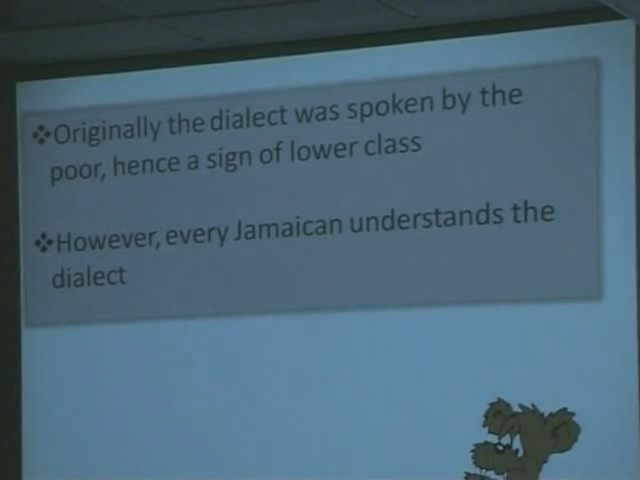 ❖Originally the dialect was spoken by the
poor, hence a sign of lower class
❖However, every Jamaican understands the
dialect